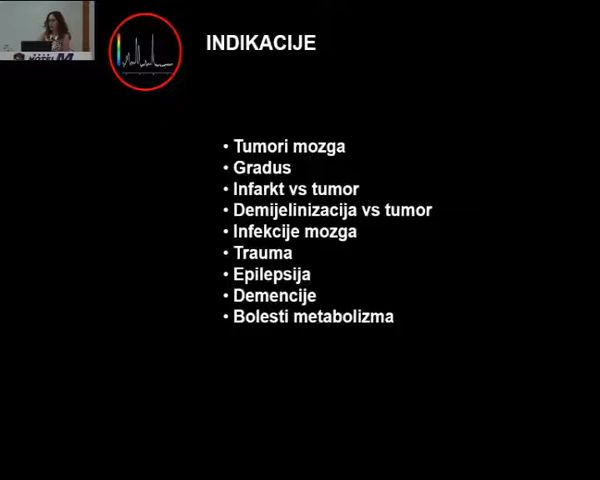 INDIKACIJE
• Tumori mozga
• Gradus
• Infarkt vs tumor
• Demijelinizacija vs tumor
• Infekcije mozga
• Trauma
• Epilepsija
• Demencije
• Bolesti metabolizma